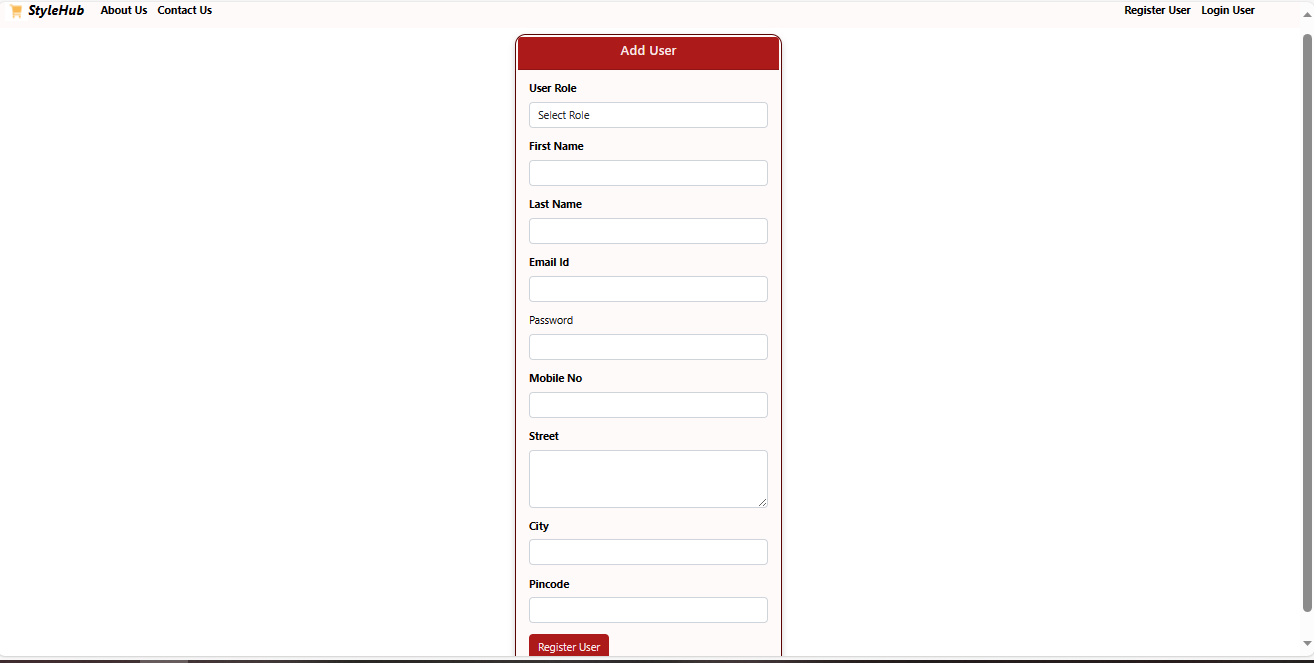 StyleHub About Us Contact Us Register User Login User
Add User
User Role
Select Role
First Name
Last Name
Email Id
Password
Mobile No
Street
City
Pincode
Register User